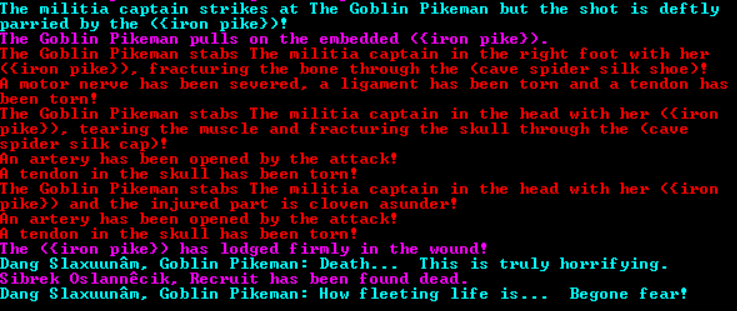 The militia captain strikes at The Goblin Pikeman but the shot is deftly
parried by the ({iron pike})!
The Goblin Pikeman pulls on the embedded ({iron pike}).
The Goblin Pikeman stabs The militia captain in the right foot with her
({iron pike}), fracturing the bone through the (cave spider silk shoe)!
A motor nerve has been severed, a ligament has been torn and a tendon has
been torn!
The Goblin Pikeman stabs The militia captain in the head with her ({iron
pike}), tearing the muscle and fracturing the skull through the (cave
spider silk cap)!
An artery has been opened by the attack!
A tendon in the skull has been torn!
The Goblin Pikeman stabs The militia captain in the head with her ({iron
pike}) and the injured part is cloven asunder!
An artery has been opened by the attack!
A tendon in the skull has been torn!
The ({iron pike}) has lodged firmly in the wound!
Dang Slaxuunâm, Goblin Pikeman: Death...  This is truly horrifying.
Sibrek Oslannêcik, Recruit has been found dead.
Dang Slaxuunâm, Goblin Pikeman: How fleeting life is...  Begone fear!